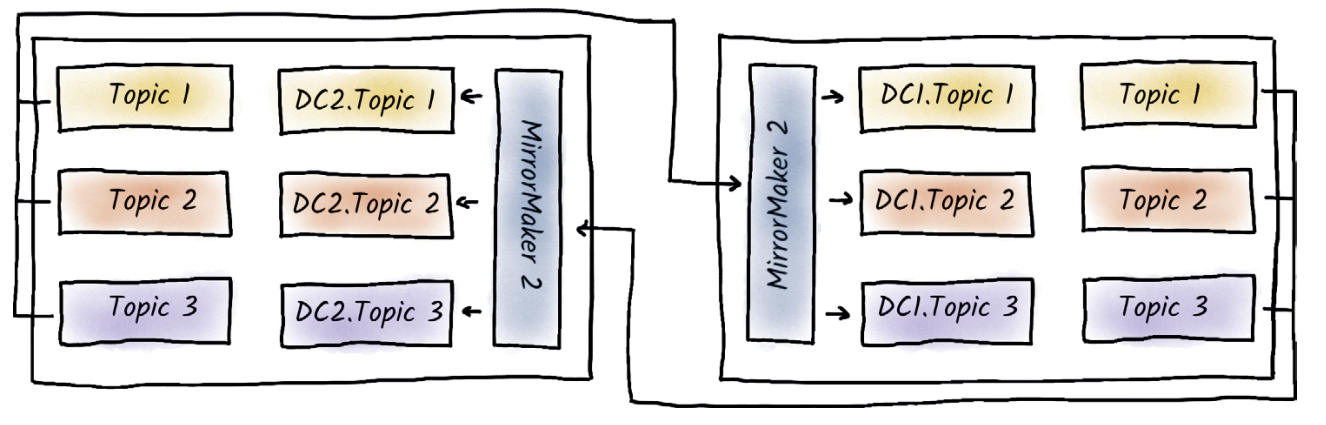 Topic 1
DC2.Topic 1
Topic 2
DC2.Topic 2
Topic 3
DC2.Topic 3
MirrorMaker 2
MirrorMaker 2
DC1.Topic 1
Topic 1
DC1.Topic 2
Topic 2
DC1.Topic 3
Topic 3